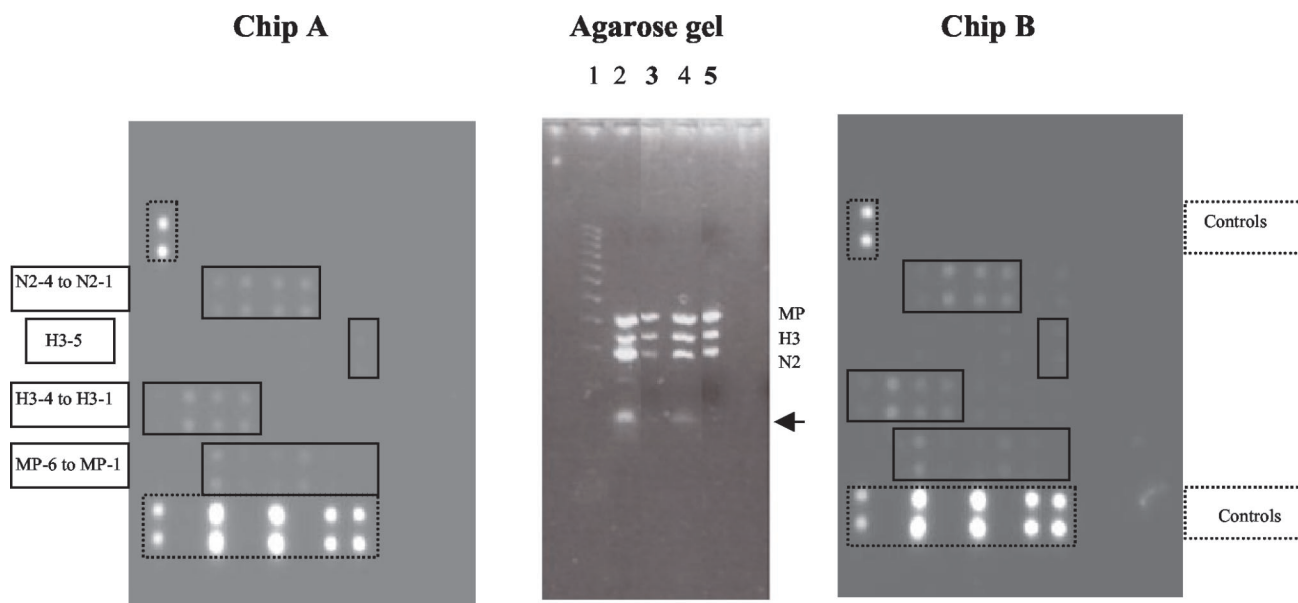 Chip A
Agarose gel
Chip B
1 2 3 4 5
Controls
N2-4 to N2-1
MP
H3-5
H3
N2
H3-4 to H3-1
MP-6 to MP-1
Controls